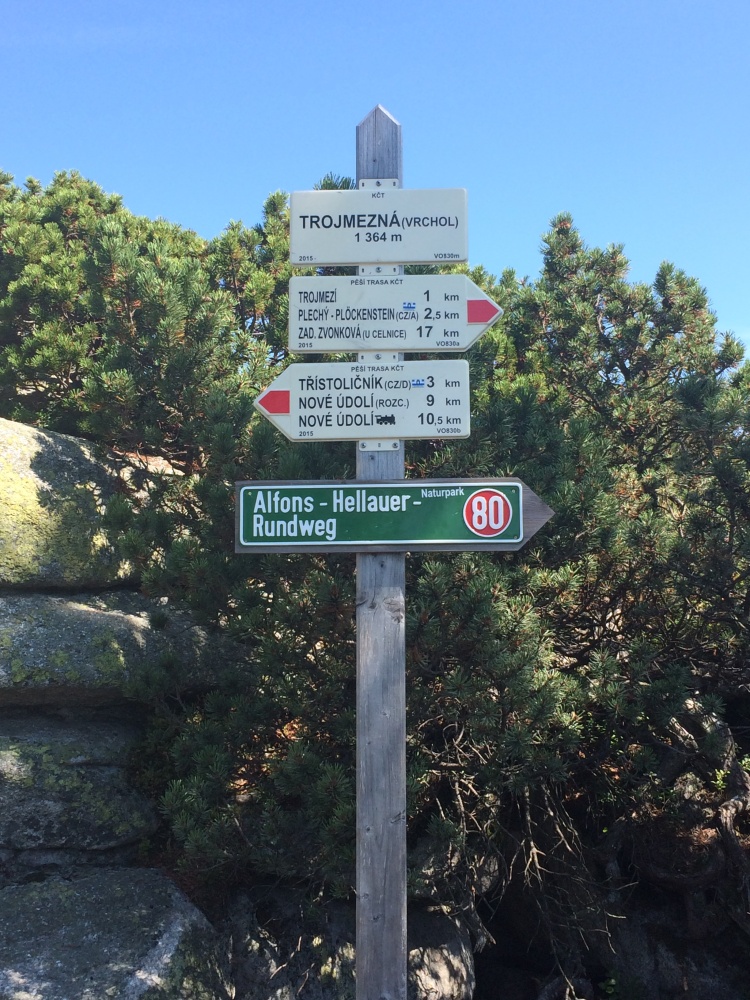 KČT
TROJMEZNÁ (VRCHOL)
1 364 m
2015 VO830m
PĚŠÍ TRASA KČT
TROJMEZÍ 1 km
PLECHÝ - PLÖCKENSTEIN (CZ/A) 2,5 km
ZAD. ZVONKOVÁ (U CELNICE) 17 km
2015 VO830a
PĚŠÍ TRASA KČT
TŘÍSTOLIČNÍK (CZ/D) 3 km
NOVÉ ÚDOLÍ (ROZC.) 9 km
NOVÉ ÚDOLÍ 10,5 km
2015 VO830b
Alfons - Hellauer- Naturpark 80
Rundweg